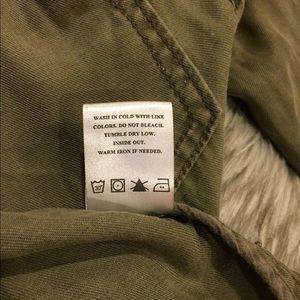 WASH IN COLD WITH LIKE
COLORS. DO NOT BLEACH.
TUMBLE DRY LOW.
INSIDE OUT.
WARM IRON IF NEEDED.